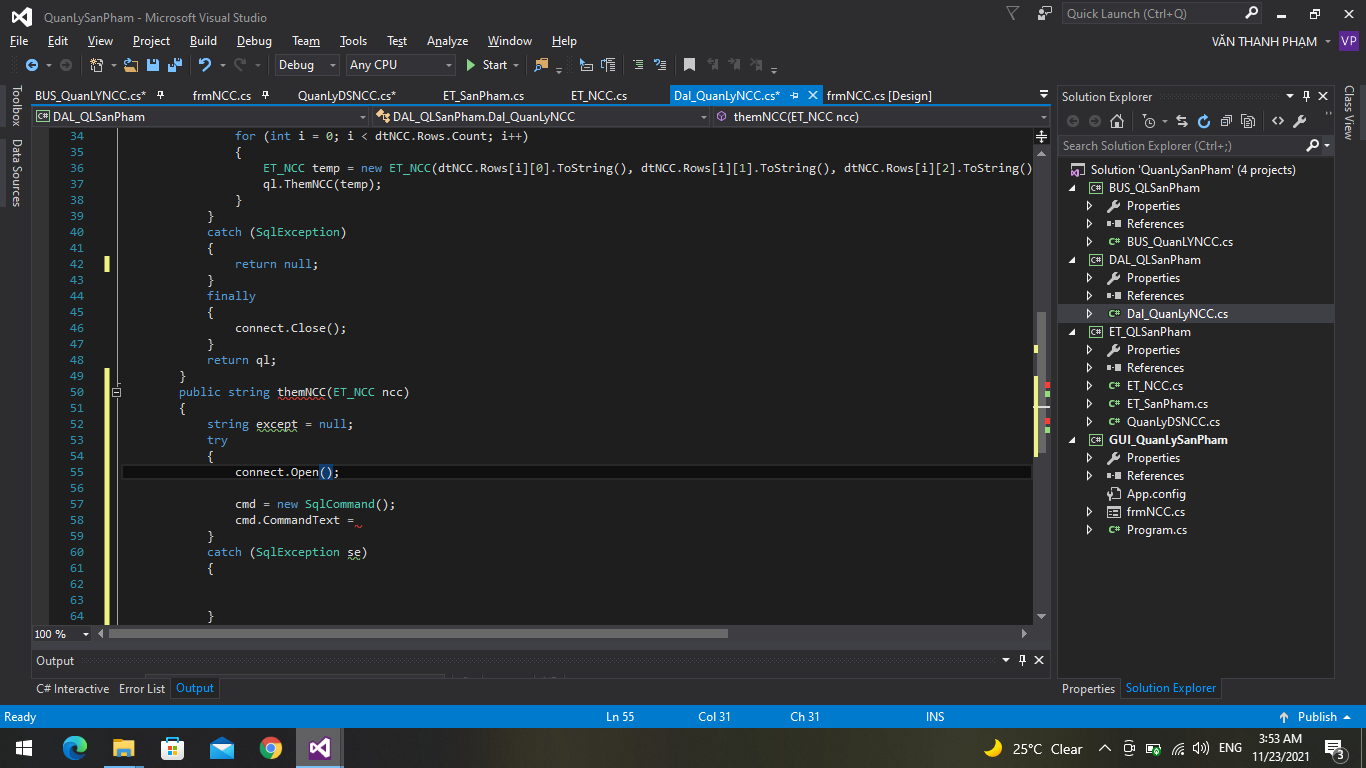 QuanLySanPham - Microsoft Visual Studio
Quick Launch (Ctrl+Q)
File Edit View Project Build Debug Team Tools Test Analyze Window Help
VĂN THANH PHẠM VP
Debug Any CPU Start
BUS_QuanLYNCC.cs* frmNCC.cs QuanLyDSNCC.cs* ET_SanPham.cs ET_NCC.cs Dal_QuanLyNCC.cs* frmNCC.cs [Design]
DAL_QLSanPham DAL_QLSanPham.Dal_QuanLyNCC themNCC(ET_NCC ncc)
Toolbox
Data Sources
34 for (int i = 0; i < dtNCC.Rows.Count; i++)
35 {
36 ET_NCC temp = new ET_NCC(dtNCC.Rows[i][0].ToString(), dtNCC.Rows[i][1].ToString(), dtNCC.Rows[i][2].ToString()
37 ql.ThemNCC(temp);
38 }
39 }
40 catch (SqlException)
41 {
42 return null;
43 }
44 finally
45 {
46 connect.Close();
47 }
48 return ql;
49 }
50 public string themNCC(ET_NCC ncc)
51 {
52 string except = null;
53 try
54 {
55 connect.Open();
56
57 cmd = new SqlCommand();
58 cmd.CommandText =
59 }
60 catch (SqlException se)
61 {
62
63
64 }
100 %
Output
C# Interactive Error List Output
Solution Explorer
Search Solution Explorer (Ctrl+;)
Solution 'QuanLySanPham' (4 projects)
BUS_QLSanPham
Properties
References
BUS_QuanLYNCC.cs
DAL_QLSanPham
Properties
References
Dal_QuanLyNCC.cs
ET_QLSanPham
Properties
References
ET_NCC.cs
ET_SanPham.cs
QuanLyDSNCC.cs
GUI_QuanLySanPham
Properties
References
App.config
frmNCC.cs
Program.cs
Properties Solution Explorer
Class View
Ready Ln 55 Col 31 Ch 31 INS Publish
25°C Clear ENG 3:53 AM
11/23/2021 3